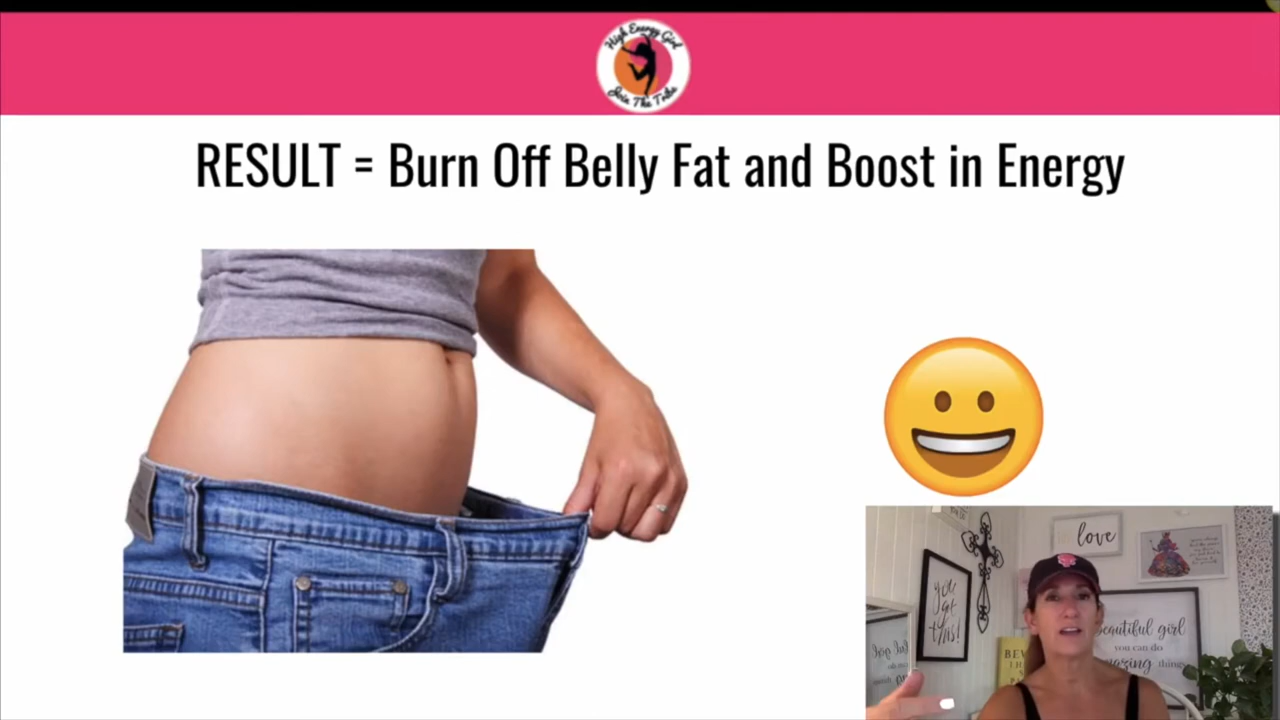 High Energy Girl
Join The Tribe
RESULT = Burn Off Belly Fat and Boost in Energy
love
you
got
this!
beautiful girl
you can do
amazing things